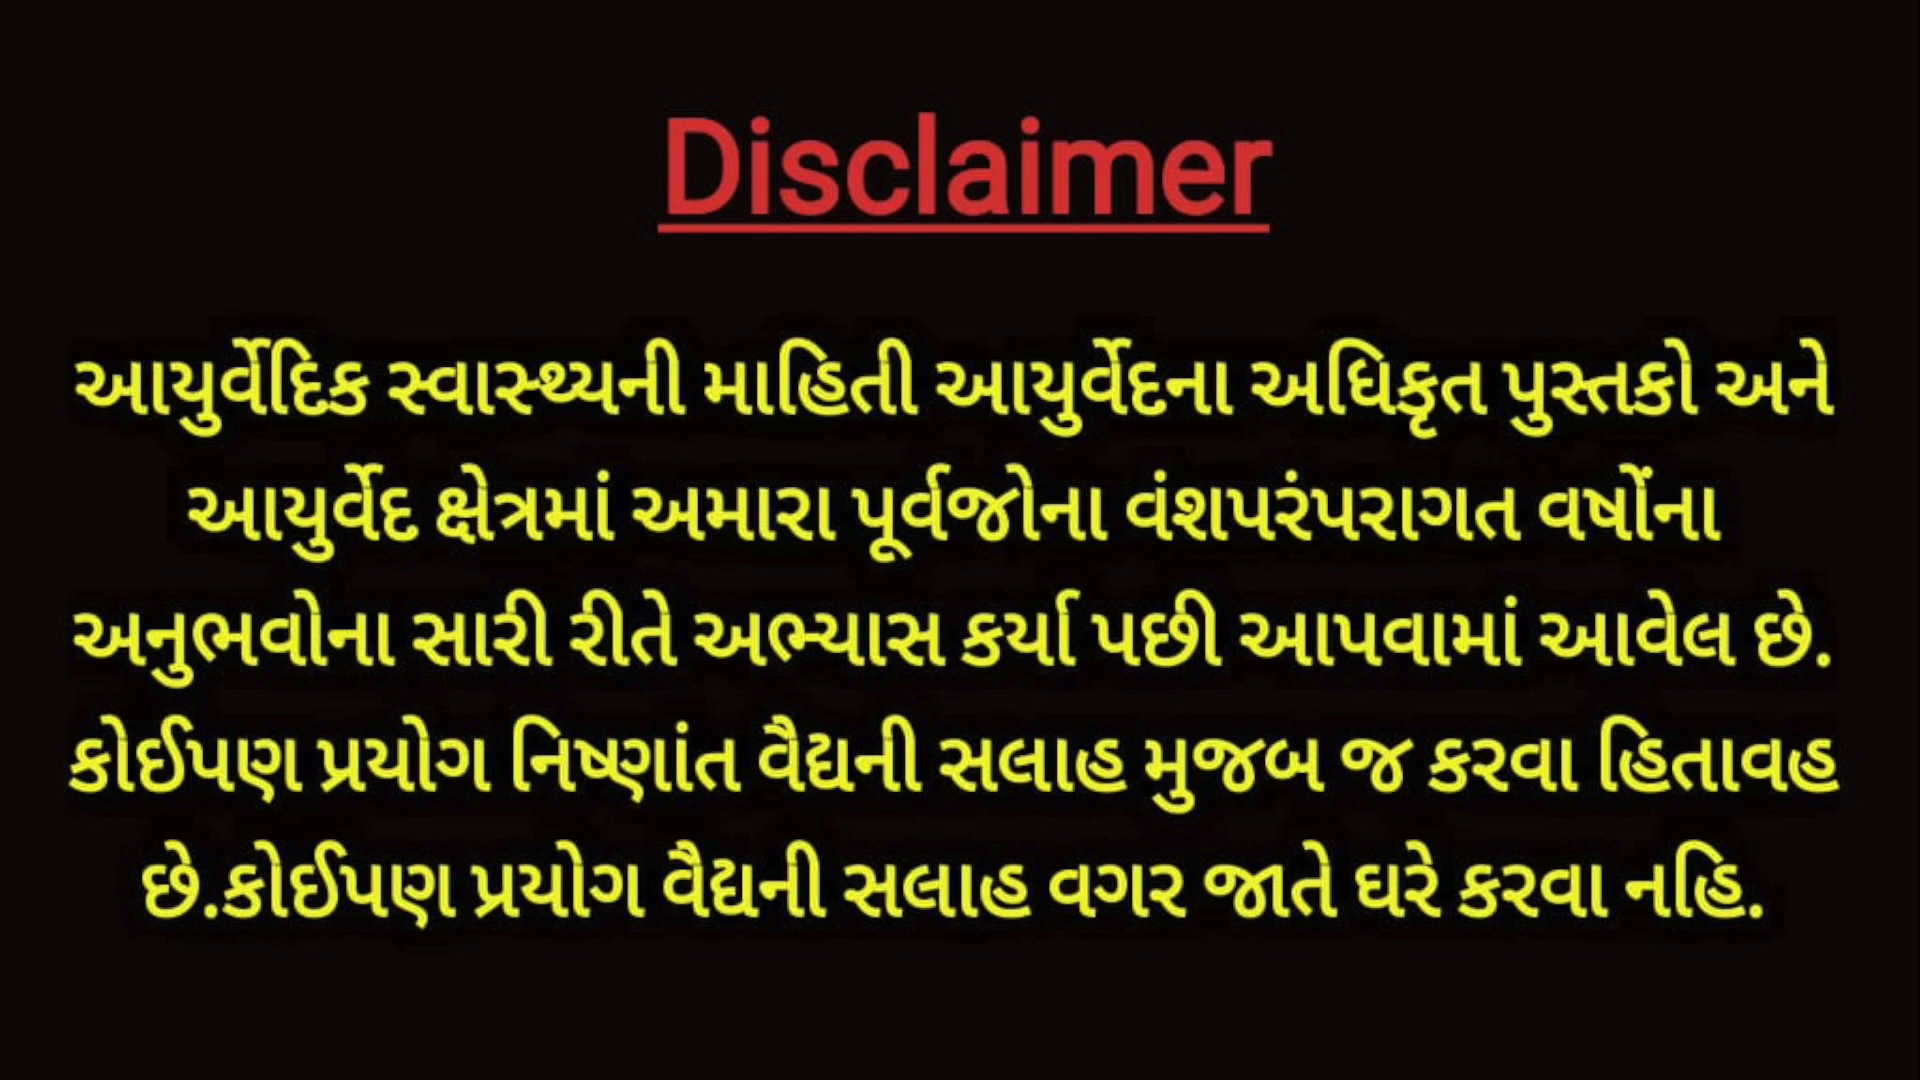 Disclaimer
આયુર્વેદિક સ્વાસ્થ્યની માહિતી આયુર્વેદના અધિકૃત પુસ્તકો અને
આયુર્વેદ ક્ષેત્રમાં અમારા પૂર્વજોના વંશપરંપરાગત વર્ષોના
અનુભવોના સારી રીતે અભ્યાસ કર્યા પછી આપવામાં આવેલ છે.
કોઈપણ પ્રયોગ નિષ્ણાંત વૈદ્યની સલાહ મુજબ જ કરવા હિતાવહ
છે.કોઈપણ પ્રયોગ વૈદ્યની સલાહ વગર જાતે ઘરે કરવા નહિ.